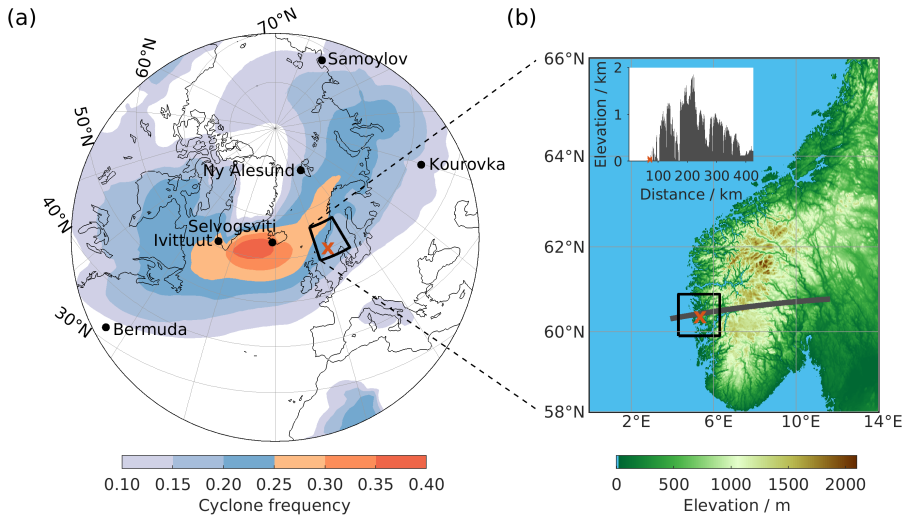 (a)
70°N
60°N
50°N
40°N
30°N
Samoylov
Kourovka
Ny Ålesund
Selvogsviti
Ivittuut
Bermuda
0.10 0.15 0.20 0.25 0.30 0.35 0.40
Cyclone frequency
(b)
66°N
64°N
62°N
60°N
58°N
2°E 6°E 10°E 14°E
Elevation / km
2
1
0
100 200 300 400
Distance / km
0 500 1000 1500 2000
Elevation / m